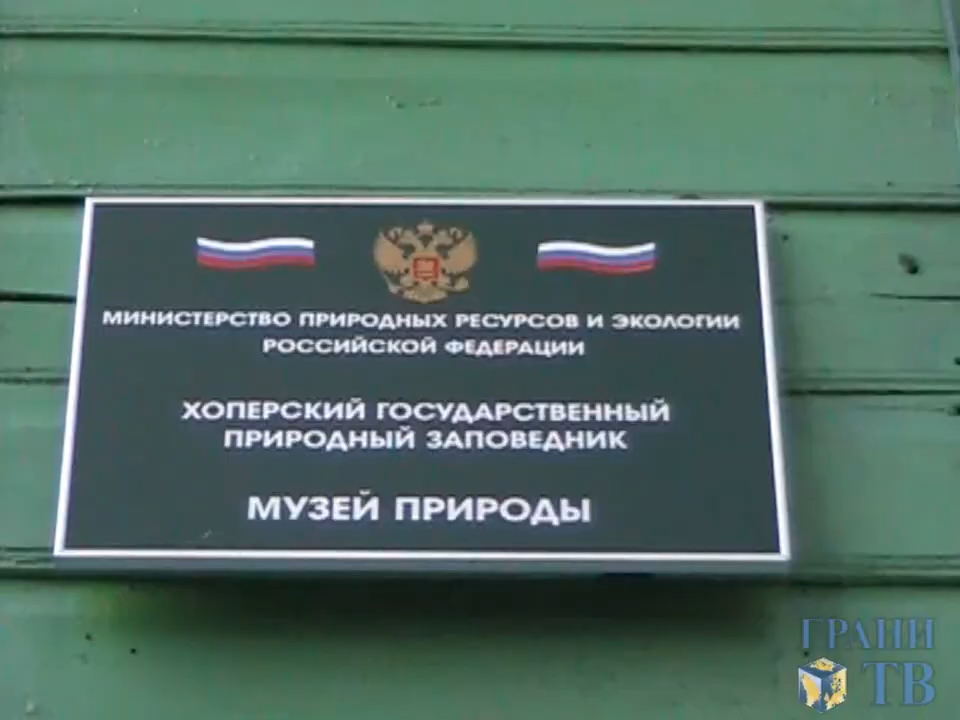 МИНИСТЕРСТВО ПРИРОДНЫХ РЕСУРСОВ И ЭКОЛОГИИ
РОССИЙСКОЙ ФЕДЕРАЦИИ
ХОПЕРСКИЙ ГОСУДАРСТВЕННЫЙ
ПРИРОДНЫЙ ЗАПОВЕДНИК
МУЗЕЙ ПРИРОДЫ
ГРАНИ
ТВ